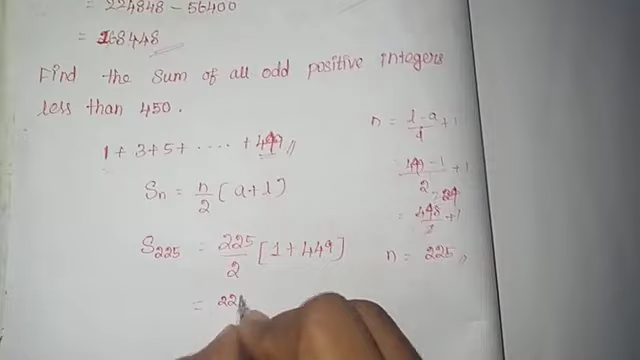 = 224848 - 56400
= 168448
Find the sum of all odd positive integers
less than 450.
1 + 3 + 5 + .... + 449,,
Sn = n/2 [a+l]
S225 = 225/2 [1 + 449]
= 22
n = l-a/d + 1
449-1/2 + 1
= 448/2 + 1
n = 225,,